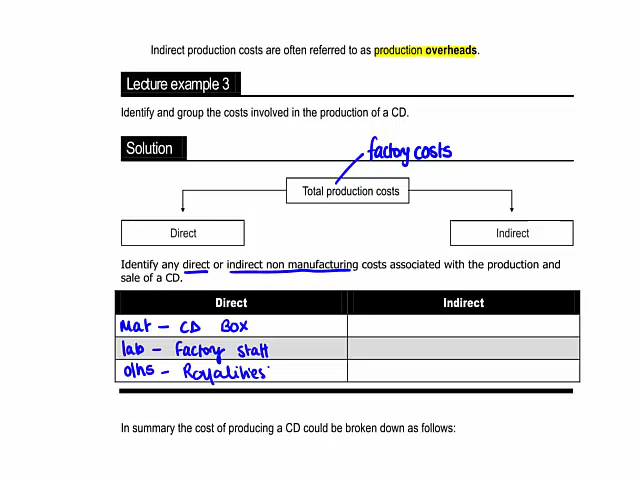 Indirect production costs are often referred to as production overheads.
Lecture example 3
Identify and group the costs involved in the production of a CD.
Solution
factory costs
Total production costs
Direct
Indirect
Identify any direct or indirect non manufacturing costs associated with the production and
sale of a CD.
Direct Indirect
Mat – CD Box
lab – Factory staff
oths – Royalities
In summary the cost of producing a CD could be broken down as follows: